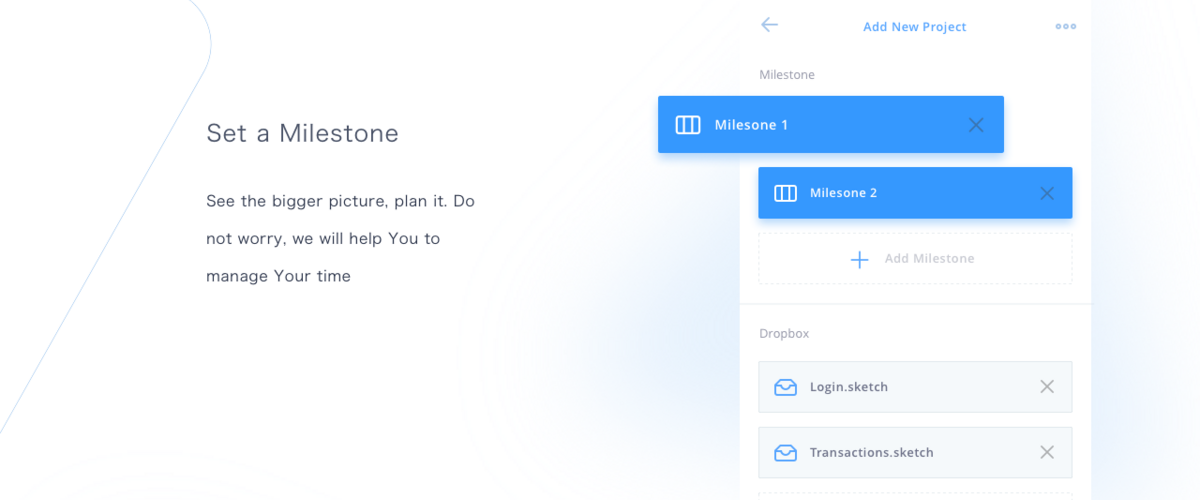 Set a Milestone
See the bigger picture, plan it. Do
not worry, we will help You to
manage Your time
Add New Project
Milestone
Milesone 1
Milesone 2
Add Milestone
Dropbox
Login.sketch
Transactions.sketch